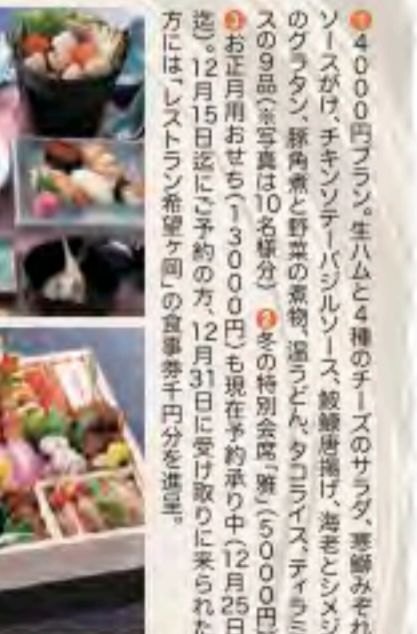 ❶4000円プラン。生ハムと4種のチーズのサラダ、寒鰤みぞれ
ソースがけ、チキンソテーバジルソース、鮟鱇唐揚げ、海老とシメジ
のグラタン、豚角煮と野菜の煮物、温うどん、タコライス、ティラミ
スの9品(※写真は10名様分) ❷冬の特別会席「雅」(5000円)
❸お正月用おせち(13000円)も現在予約承り中(12月25日
迄)。12月15日迄にご予約の方、12月31日に受け取りに来られた
方には、「レストラン希望ヶ岡」の食事券千円分を進呈。